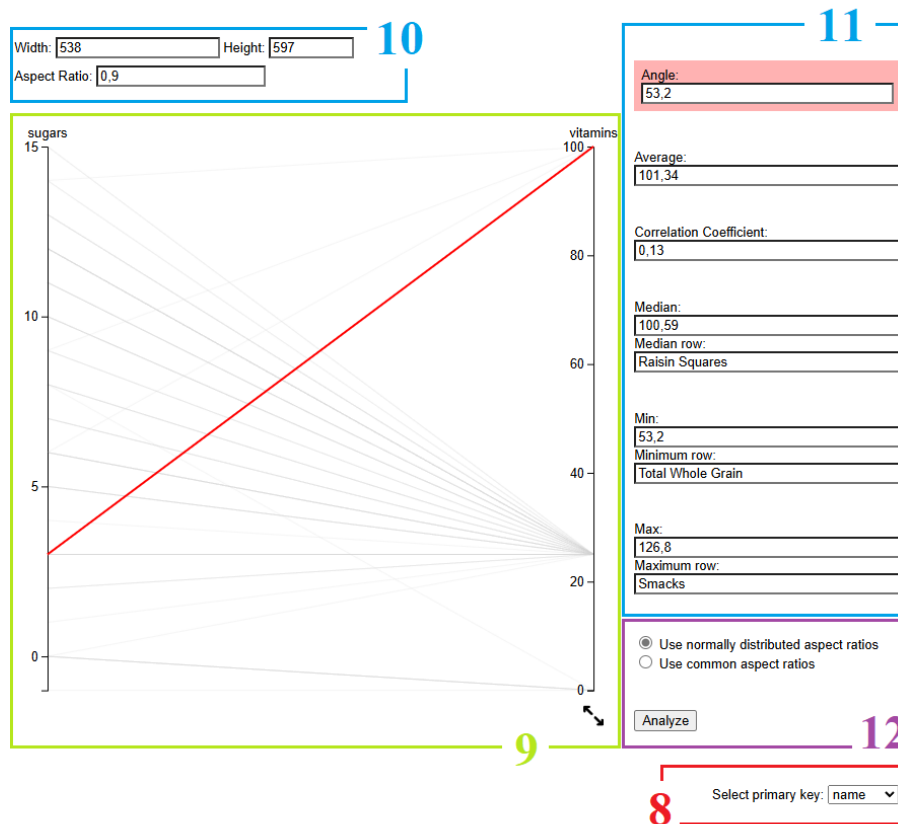 10
Width: 538 Height: 597
Aspect Ratio: 0,9
11
Angle:
53,2
Average:
101,34
Correlation Coefficient:
0,13
Median:
100,59
Median row:
Raisin Squares
Min:
53,2
Minimum row:
Total Whole Grain
Max:
126,8
Maximum row:
Smacks
sugars vitamins
15 100
80
10
60
5 40
20
0
0
9
Use normally distributed aspect ratios
Use common aspect ratios
Analyze
12
8
Select primary key: name